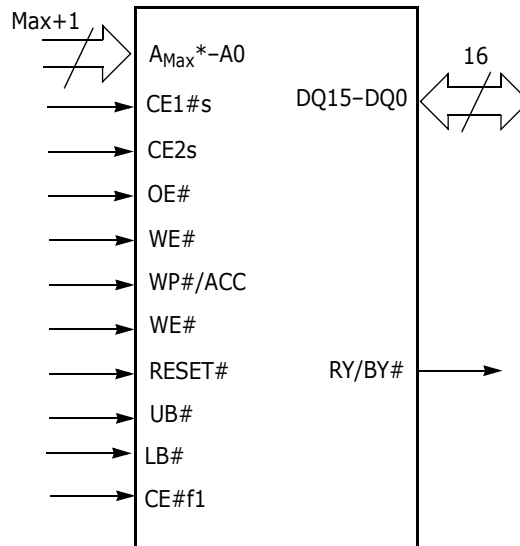 Max+1
16
AMax*–A0
DQ15–DQ0
CE1#s
CE2s
OE#
WE#
WP#/ACC
WE#
RESET#
RY/BY#
UB#
LB#
CE#f1